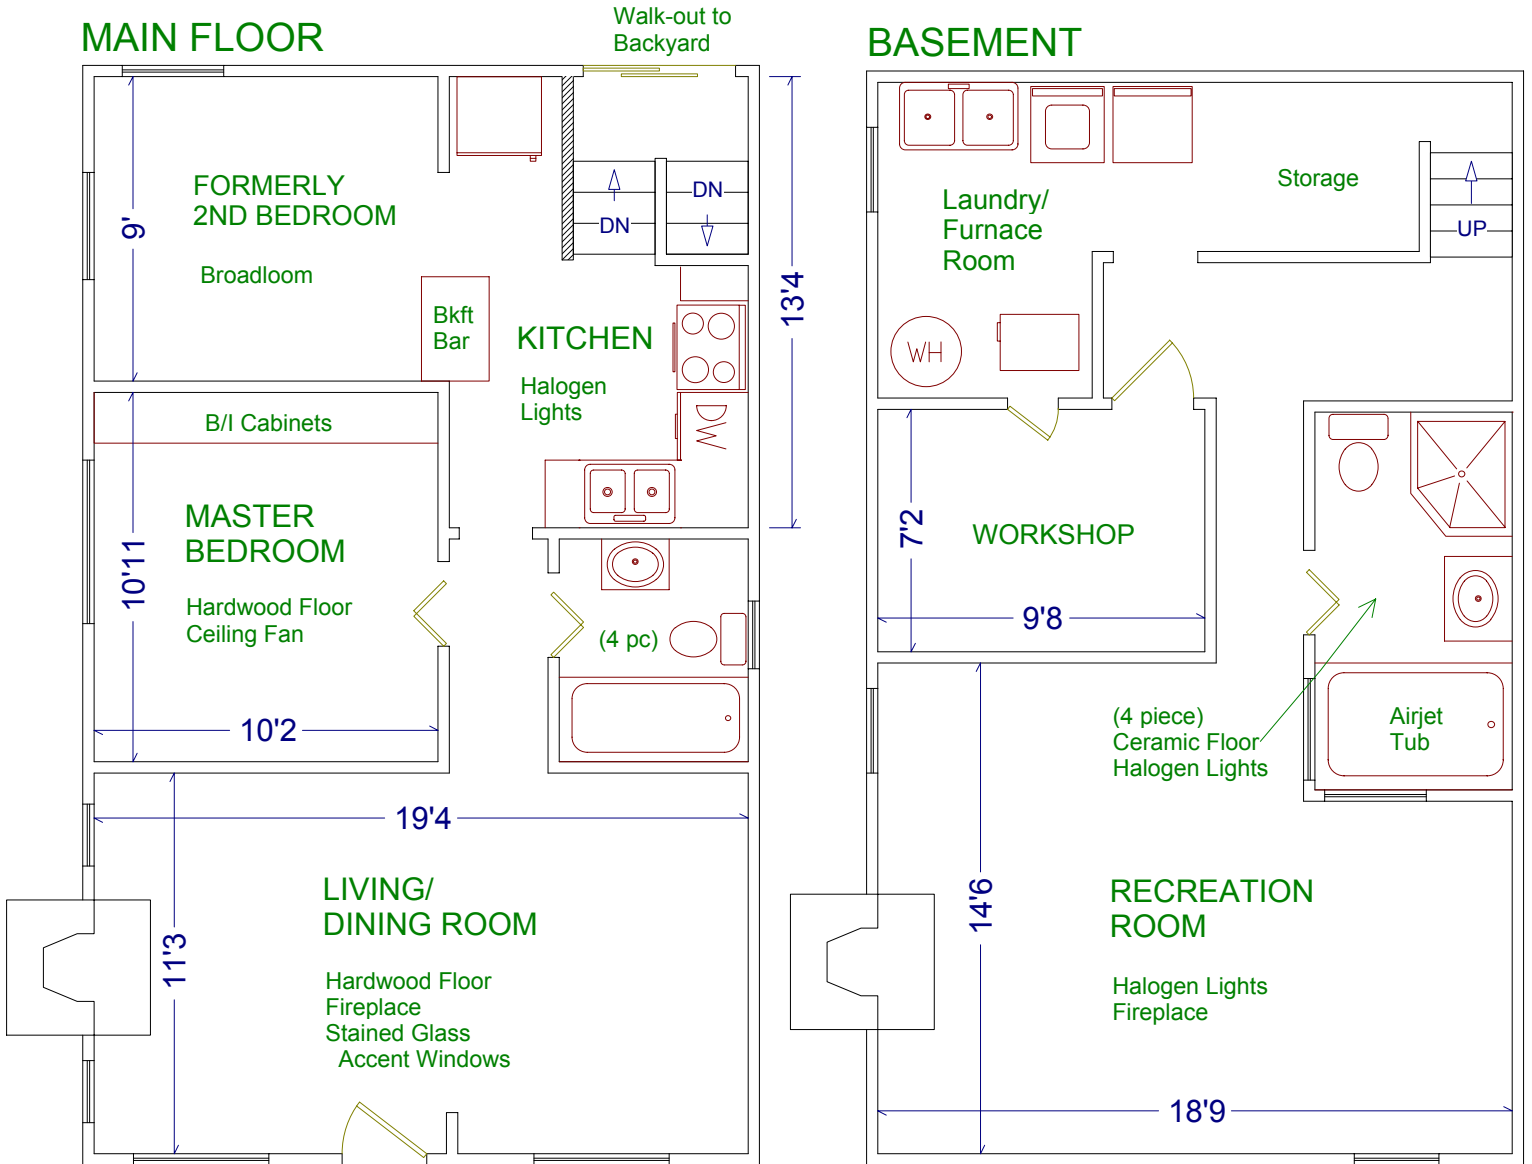 MAIN FLOOR
Walk-out to
Backyard
FORMERLY
2ND BEDROOM
Broadloom
9'
DN
DN
Bkft
Bar
KITCHEN
Halogen
Lights
13'4
DW
B/I Cabinets
MASTER
BEDROOM
Hardwood Floor
Ceiling Fan
10'11
10'2
(4 pc)
19'4
LIVING/
DINING ROOM
Hardwood Floor
Fireplace
Stained Glass
Accent Windows
11'3
BASEMENT
Laundry/
Furnace
Room
Storage
UP
WH
WORKSHOP
7'2
9'8
(4 piece)
Ceramic Floor
Halogen Lights
Airjet
Tub
14'6
RECREATION
ROOM
Halogen Lights
Fireplace
18'9